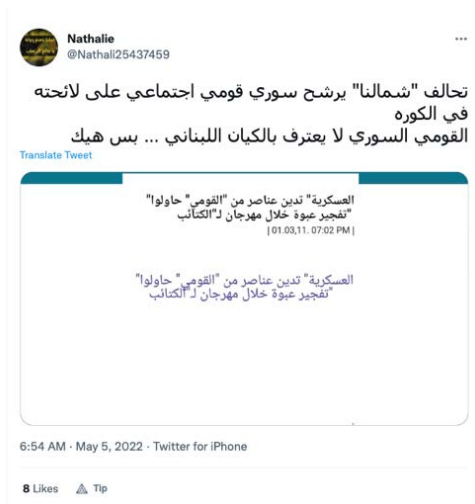 Nathalie
@Nathali25437459
تحالف "شمالنا" يرشح سوري قومي اجتماعي على لائحته
في الكوره
القومي السوري لا يعترف بالكيان اللبناني ... بس هيك
Translate Tweet
العسكرية" تدين عناصر من "القومي" حاولوا"
"تفجير عبوة خلال مهرجان لـ"الكتائب
| 01.03,11. 07:02 PM |
العسكرية" تدين عناصر من "القومي" حاولوا"
"تفجير عبوة خلال مهرجان لـ"الكتائب
6:54 AM · May 5, 2022 · Twitter for iPhone
8 Likes Tip